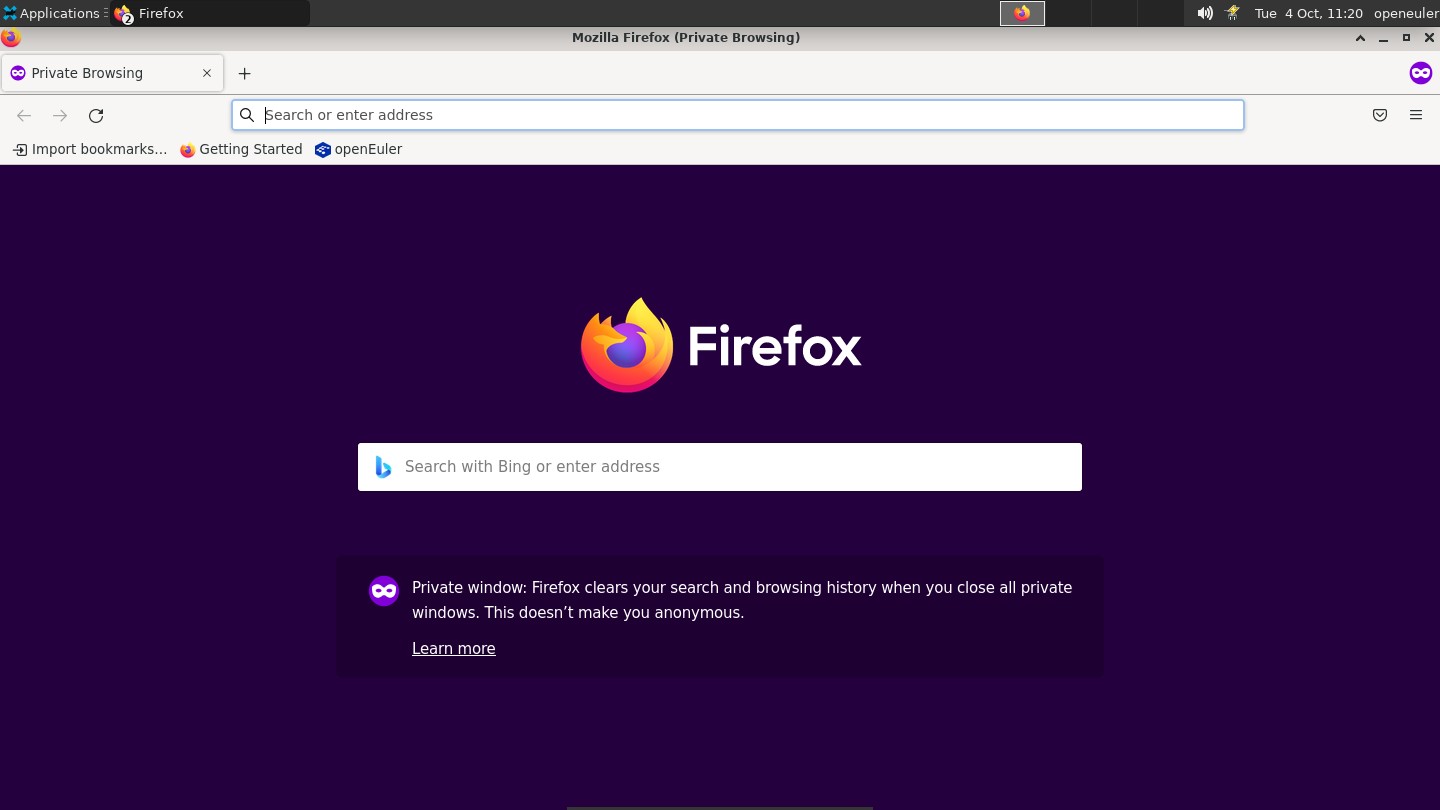 Applications
2
Firefox
Tue 4 Oct, 11:20
openeuler
Mozilla Firefox (Private Browsing)
Private Browsing
Search or enter address
Import bookmarks...
Getting Started
openEuler
Firefox
Search with Bing or enter address
Private window: Firefox clears your search and browsing history when you close all private
windows. This doesn’t make you anonymous.
Learn more